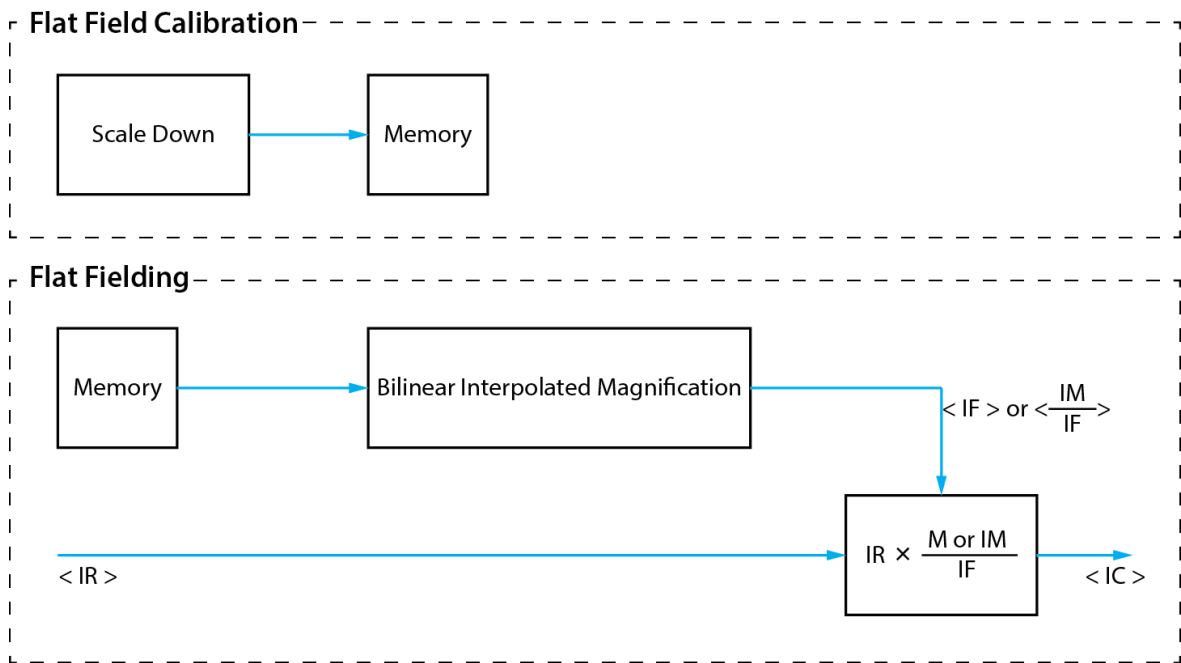 Flat Field Calibration
Scale Down
Memory
Flat Fielding
Memory
Bilinear Interpolated Magnification
< IF > or < IM / IF >
IR × M or IM / IF
< IR >
< IC >